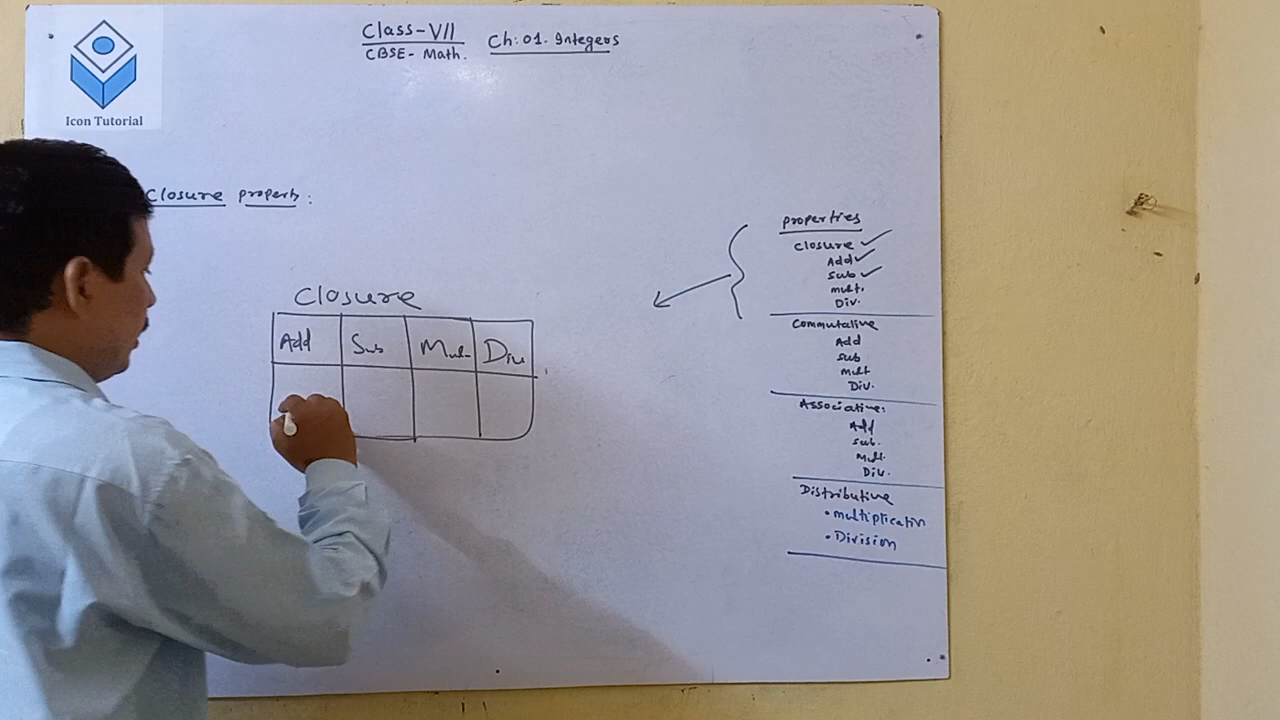 Class-VII
CBSE- Math.
Ch: 01. Integers
Icon Tutorial
Closure property :
properties
closure ✓
Add ✓
Sub ✓
mult.
Div.
Commutative
Add
sub
mult
Div.
Associative:
Add
sub.
Mult.
Div.
Distributive
• multiplication
• Division
Closure
Add Sub Mult Div.